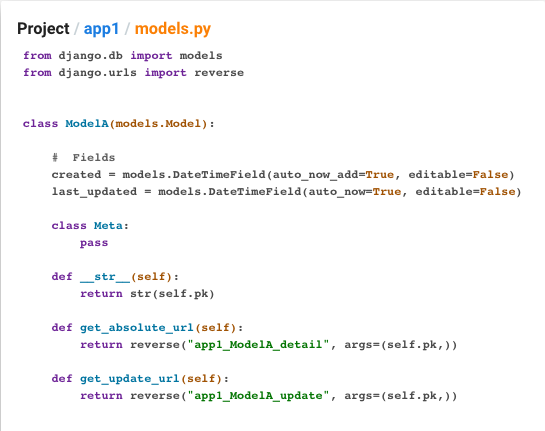 Project / app1 / models.py
from django.db import models
from django.urls import reverse
class ModelA(models.Model):
    #  Fields
    created = models.DateTimeField(auto_now_add=True, editable=False)
    last_updated = models.DateTimeField(auto_now=True, editable=False)
    class Meta:
        pass
    def __str__(self):
        return str(self.pk)
    def get_absolute_url(self):
        return reverse("app1_ModelA_detail", args=(self.pk,))
    def get_update_url(self):
        return reverse("app1_ModelA_update", args=(self.pk,))